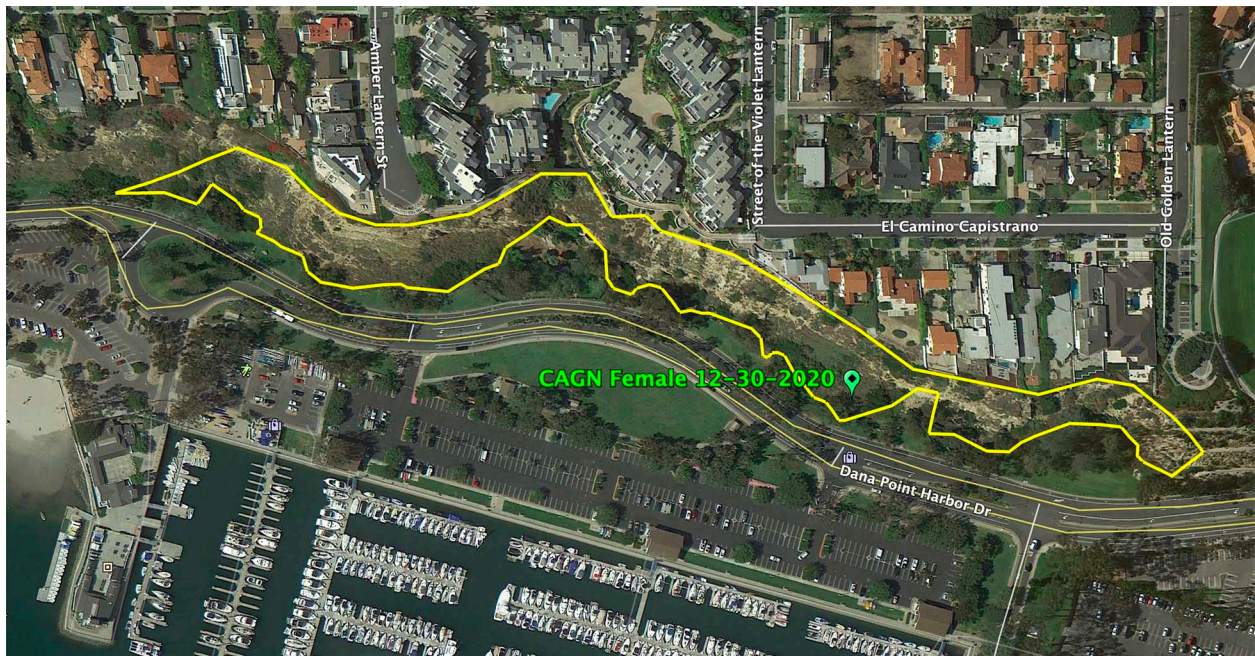 Amber Lantern St
Street of the Violet Lantern
Old Golden Lantern
El Camino Capistrano
CAGN Female 12-30-2020
Dana Point Harbor Dr